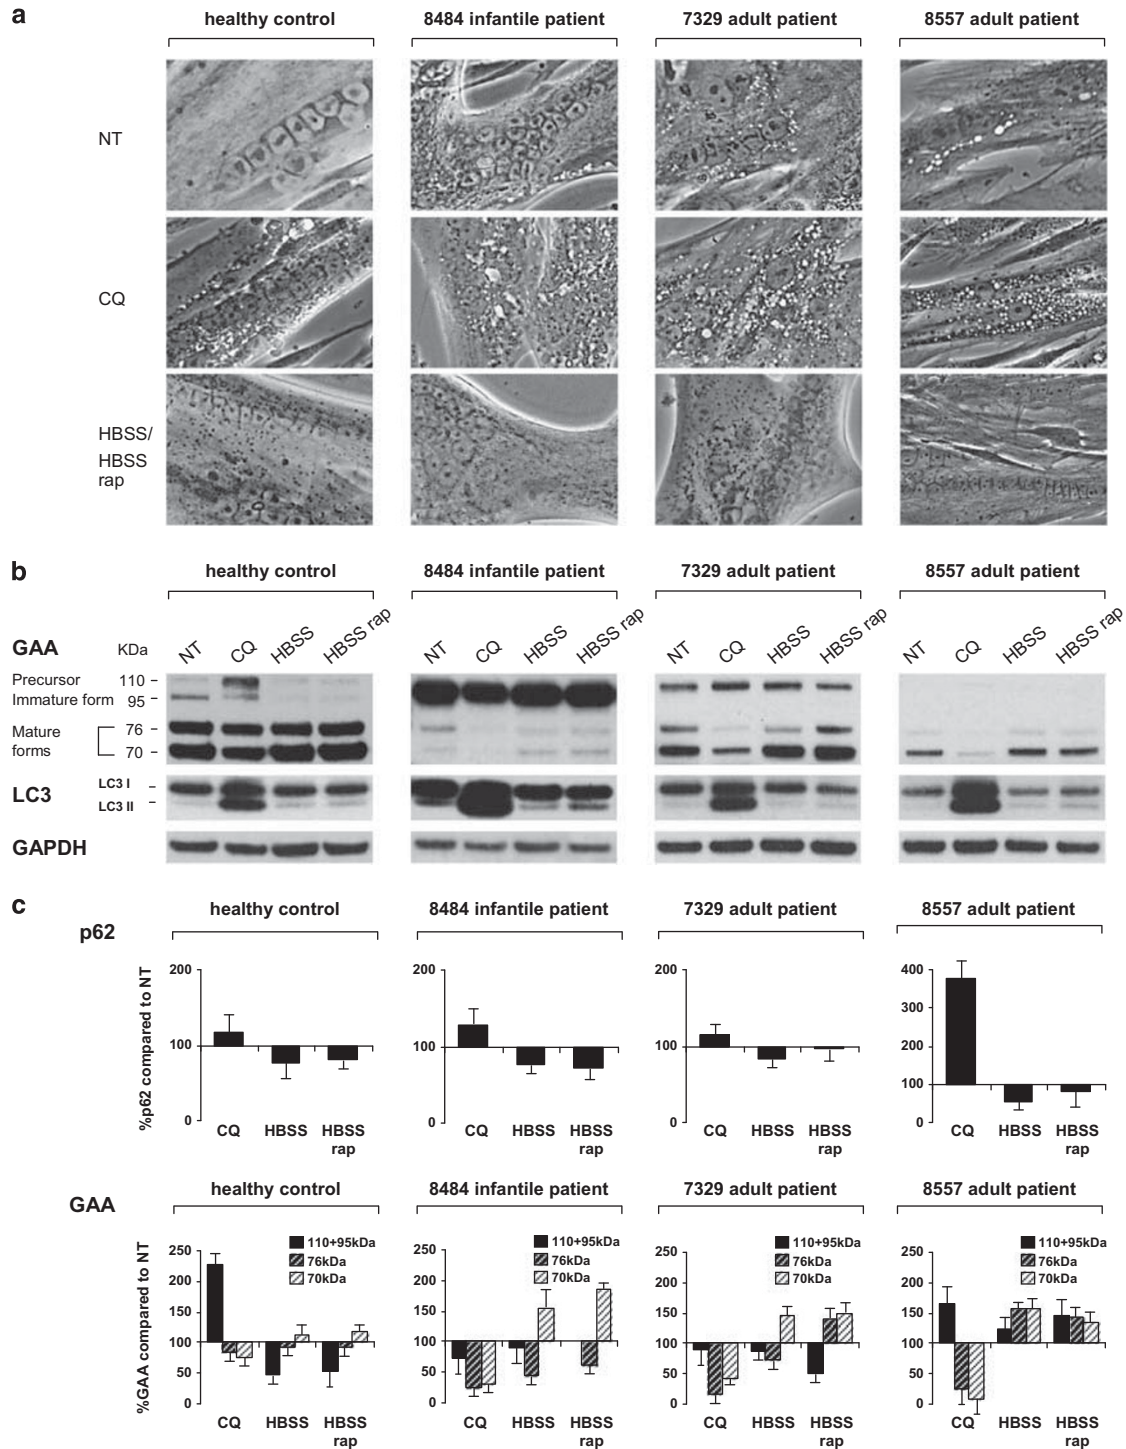 a
healthy control
8484 infantile patient
7329 adult patient
8557 adult patient
NT
CQ
HBSS/
HBSS
rap
b
healthy control
8484 infantile patient
7329 adult patient
8557 adult patient
GAA
KDa
NT
CQ
HBSS
HBSS rap
NT
CQ
HBSS
HBSS rap
NT
CQ
HBSS
HBSS rap
NT
CQ
HBSS
HBSS rap
Precursor 110 –
Immature form 95 –
Mature
forms
76 –
70 –
LC3
LC3 I –
LC3 II –
GAPDH
c
healthy control
8484 infantile patient
7329 adult patient
8557 adult patient
p62
%p62 compared to NT
200
100
0
CQ HBSS HBSS
rap
200
100
0
CQ HBSS HBSS
rap
200
100
0
CQ HBSS HBSS
rap
400
300
200
100
0
CQ HBSS HBSS
rap
GAA
healthy control
8484 infantile patient
7329 adult patient
8557 adult patient
%GAA compared to NT
250
200
150
100
50
0
110+95kDa
76kDa
70kDa
CQ HBSS HBSS
rap
250
200
150
100
50
0
110+95kDa
76kDa
70kDa
CQ HBSS HBSS
rap
250
200
150
100
50
0
110+95kDa
76kDa
70kDa
CQ HBSS HBSS
rap
250
200
150
100
50
0
110+95kDa
76kDa
70kDa
CQ HBSS HBSS
rap